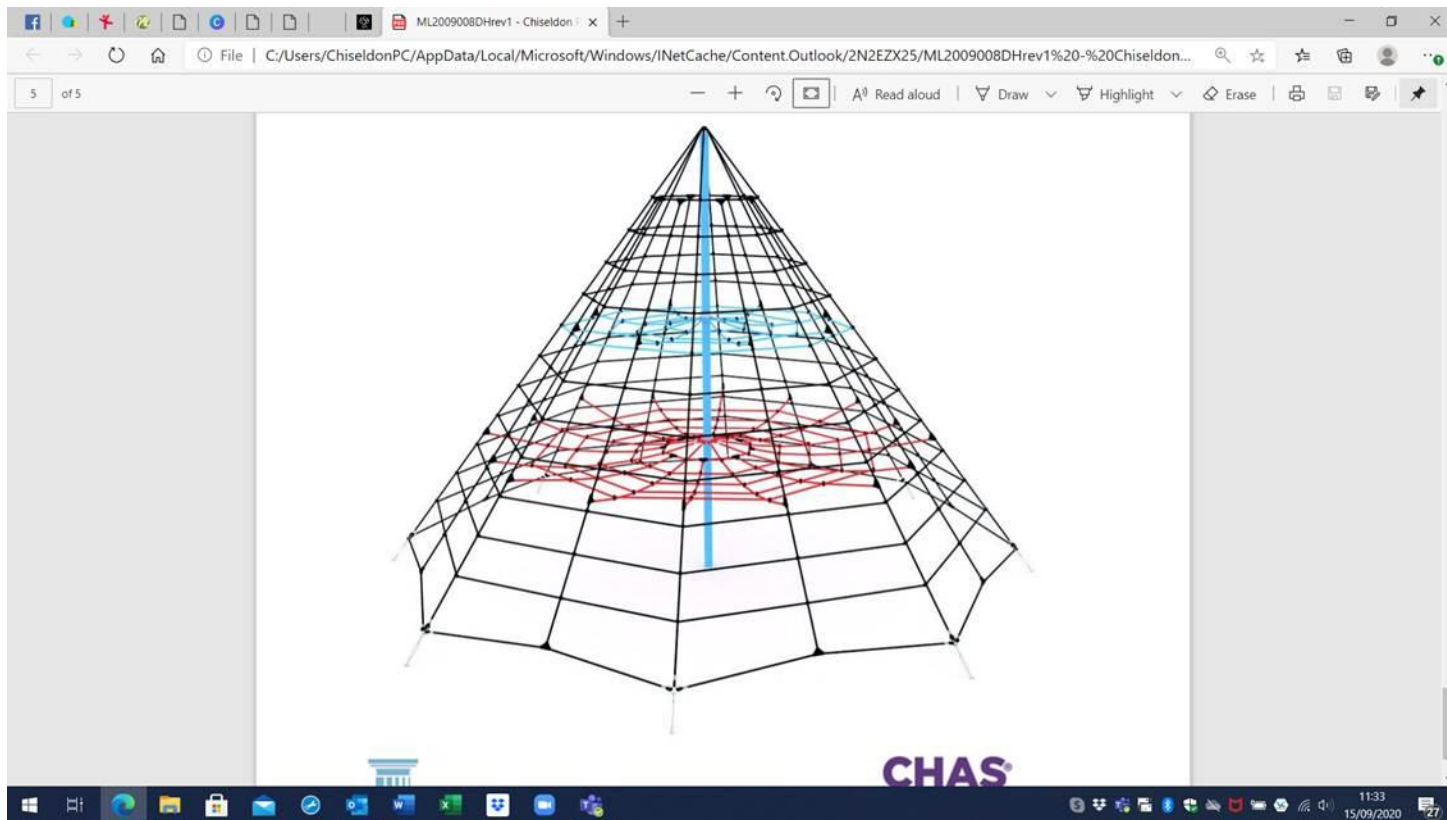 ML2009008DHrev1 - Chiseldon
File | C:/Users/ChiseldonPC/AppData/Local/Microsoft/Windows/INetCache/Content.Outlook/2N2EZX25/ML2009008DHrev1%20-%20Chiseldon...
5 of 5 Read aloud Draw Highlight Erase
CHAS
11:33
15/09/2020
27